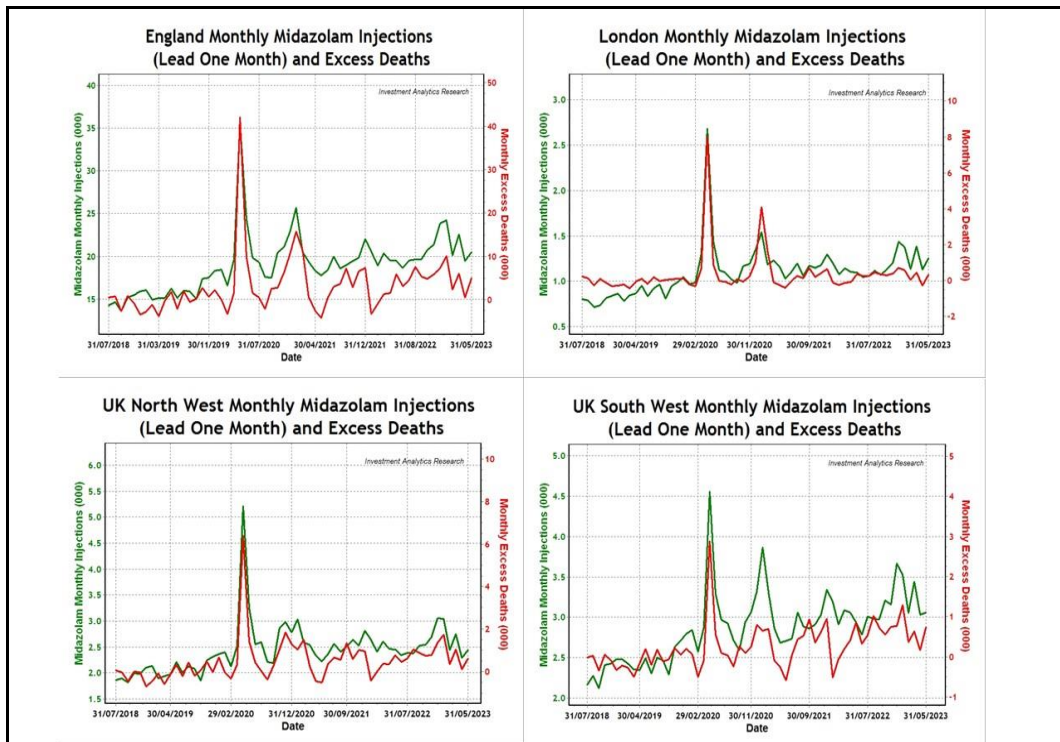 England Monthly Midazolam Injections
(Lead One Month) and Excess Deaths
Investment Analytics Research
Midazolam Monthly Injections (000)
Monthly Excess Deaths (000)
40
35
30
25
20
15
50
40
30
20
10
0
31/07/2018 31/03/2019 30/11/2019 31/07/2020 30/04/2021 31/12/2021 31/08/2022 31/05/2023
Date
London Monthly Midazolam Injections
(Lead One Month) and Excess Deaths
Investment Analytics Research
Midazolam Monthly Injections (000)
Monthly Excess Deaths (000)
3.0
2.5
2.0
1.5
1.0
0.5
10
8
6
4
2
0
-2
31/07/2018 30/04/2019 29/02/2020 30/11/2020 30/09/2021 31/07/2022 31/05/2023
Date
UK North West Monthly Midazolam Injections
(Lead One Month) and Excess Deaths
Investment Analytics Research
Midazolam Monthly Injections (000)
Monthly Excess Deaths (000)
6.0
5.5
5.0
4.5
4.0
3.5
3.0
2.5
2.0
1.5
10
8
6
4
2
0
31/07/2018 30/04/2019 29/02/2020 31/12/2020 30/09/2021 31/07/2022 31/05/2023
Date
UK South West Monthly Midazolam Injections
(Lead One Month) and Excess Deaths
Investment Analytics Research
Midazolam Monthly Injections (000)
Monthly Excess Deaths (000)
5.0
4.5
4.0
3.5
3.0
2.5
2.0
5
4
3
2
1
0
-1
31/07/2018 30/04/2019 29/02/2020 30/11/2020 30/09/2021 31/07/2022 31/05/2023
Date